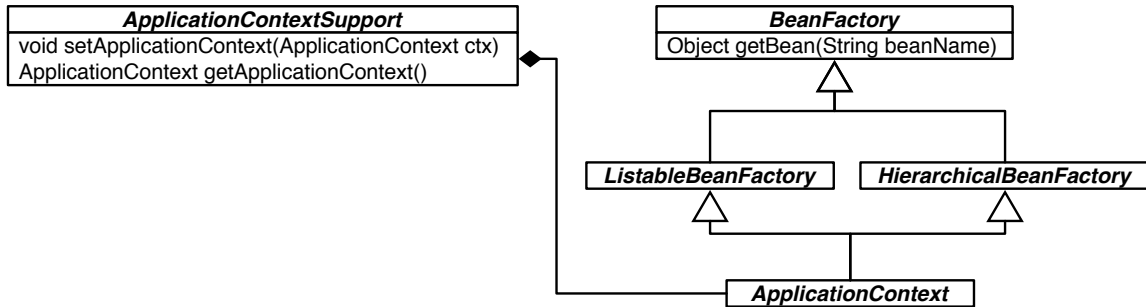 ApplicationContextSupport
void setApplicationContext(ApplicationContext ctx)
ApplicationContext getApplicationContext()
BeanFactory
Object getBean(String beanName)
ListableBeanFactory
HierarchicalBeanFactory
ApplicationContext